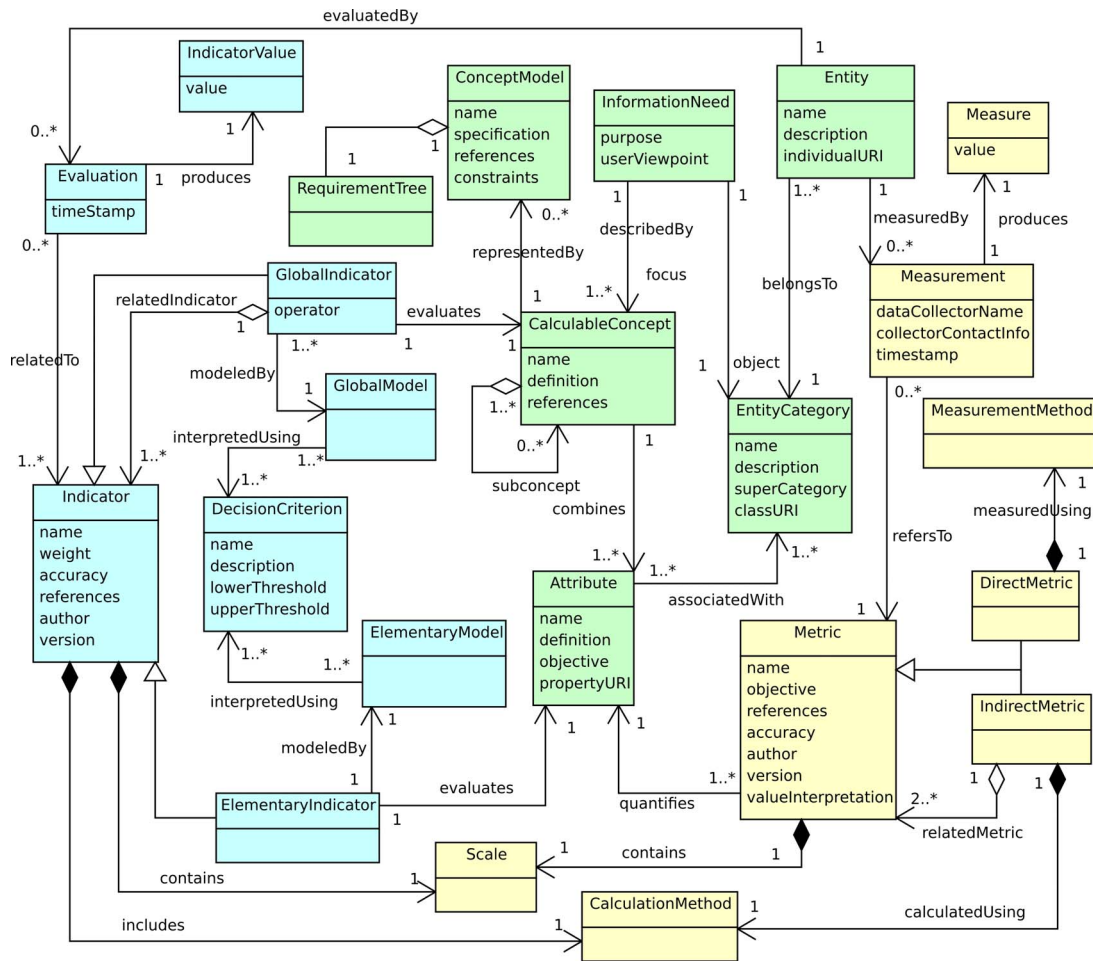 evaluatedBy
1
IndicatorValue
value
ConceptModel
name
specification
references
constraints
InformationNeed
purpose
userViewpoint
Entity
name
description
individualURI
Measure
value
0..*
1
1
produces
Evaluation
timeStamp
0..*
1
1
RequirementTree
0..*
representedBy
1
1
describedBy
focus
1..*
1..*
belongsTo
1
measuredBy
0..*
1
produces
1
Measurement
dataCollectorName
collectorContactInfo
timestamp
0..*
GlobalIndicator
operator
relatedIndicator
1
1..*
evaluates
1
1
1
CalculableConcept
name
definition
references
1..*
0..*
subconcept
1
combines
1..*
relatedTo
modeledBy
1
GlobalModel
interpretedUsing
1..*
1..*
1
object
1
EntityCategory
name
description
superCategory
classURI
1..*
MeasurementMethod
1
measuredUsing
1
refersTo
1
1..*
1..*
Indicator
name
weight
accuracy
references
author
version
DecisionCriterion
name
description
lowerThreshold
upperThreshold
1..*
1..*
interpretedUsing
ElementaryModel
1
modeledBy
1
Attribute
name
definition
objective
propertyURI
1..*
associatedWith
1
1
DirectMetric
Metric
name
objective
references
accuracy
author
version
valueInterpretation
IndirectMetric
1
1
2..*
relatedMetric
1..*
quantifies
ElementaryIndicator
1
evaluates
Scale
1
contains
1
contains
1
CalculationMethod
1
calculatedUsing
includes
1